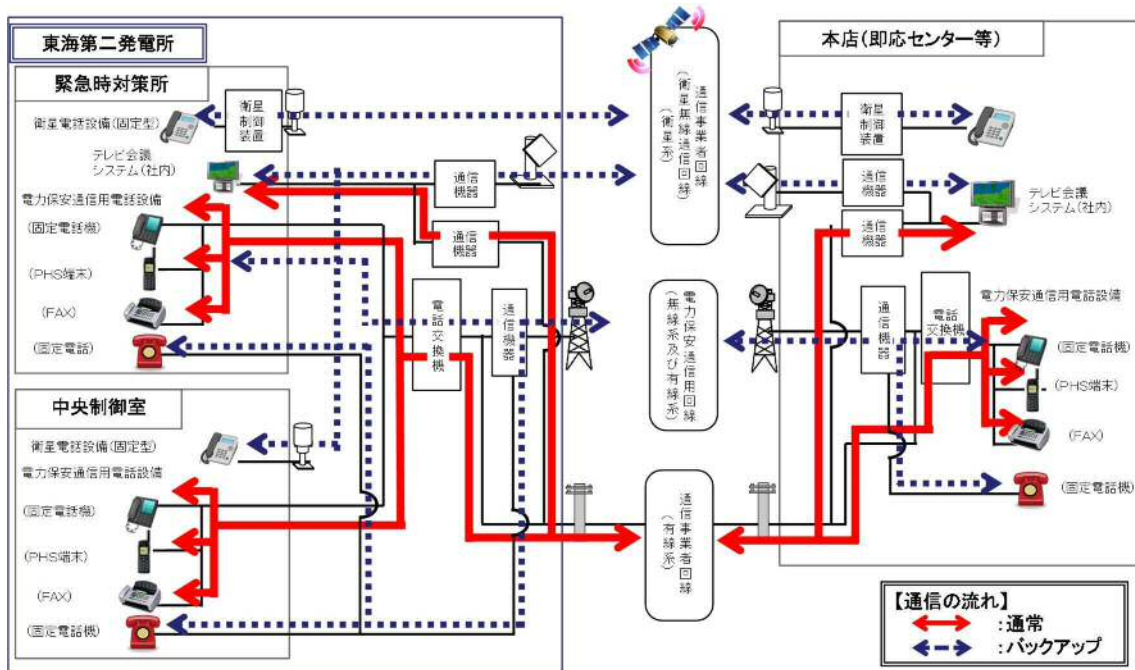 東海第二発電所
緊急時対策所
衛星電話設備(固定型)
衛星制御装置
テレビ会議
システム(社内)
通信機器
電力保安通信用電話設備
(固定電話機)
通信機器
(PHS端末)
(FAX)
電話交換機
通信機器
(固定電話)
中央制御室
衛星電話設備(固定型)
電力保安通信用電話設備
(固定電話機)
(PHS端末)
(FAX)
(固定電話機)
通信事業者回線
(衛星無線通信回線)
(衛星系)
電力保安通信用回線
(無線系及び有線系)
通信事業者回線
(有線系)
本店(即応センター等)
衛星制御装置
通信機器
テレビ会議
システム(社内)
通信機器
通信機器
電話交換機
電力保安通信用電話設備
(固定電話機)
(PHS端末)
(FAX)
(固定電話機)
【通信の流れ】
:通常
:バックアップ